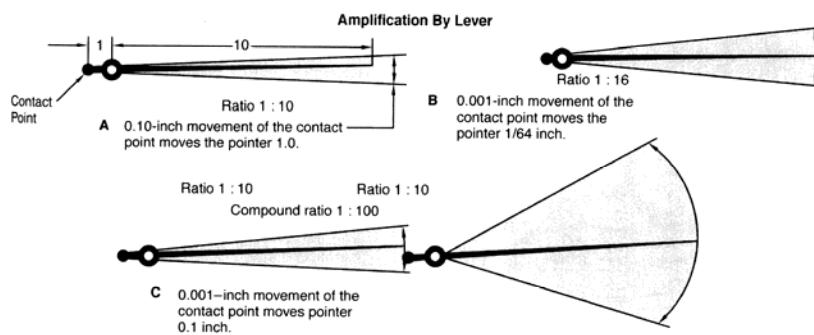 Amplification By Lever
1
10
Contact
Point
Ratio 1 : 10
A 0.10-inch movement of the contact
point moves the pointer 1.0.
Ratio 1 : 16
B 0.001-inch movement of the
contact point moves the
pointer 1/64 inch.
Ratio 1 : 10
Ratio 1 : 10
Compound ratio 1 : 100
C 0.001–inch movement of the
contact point moves pointer
0.1 inch.